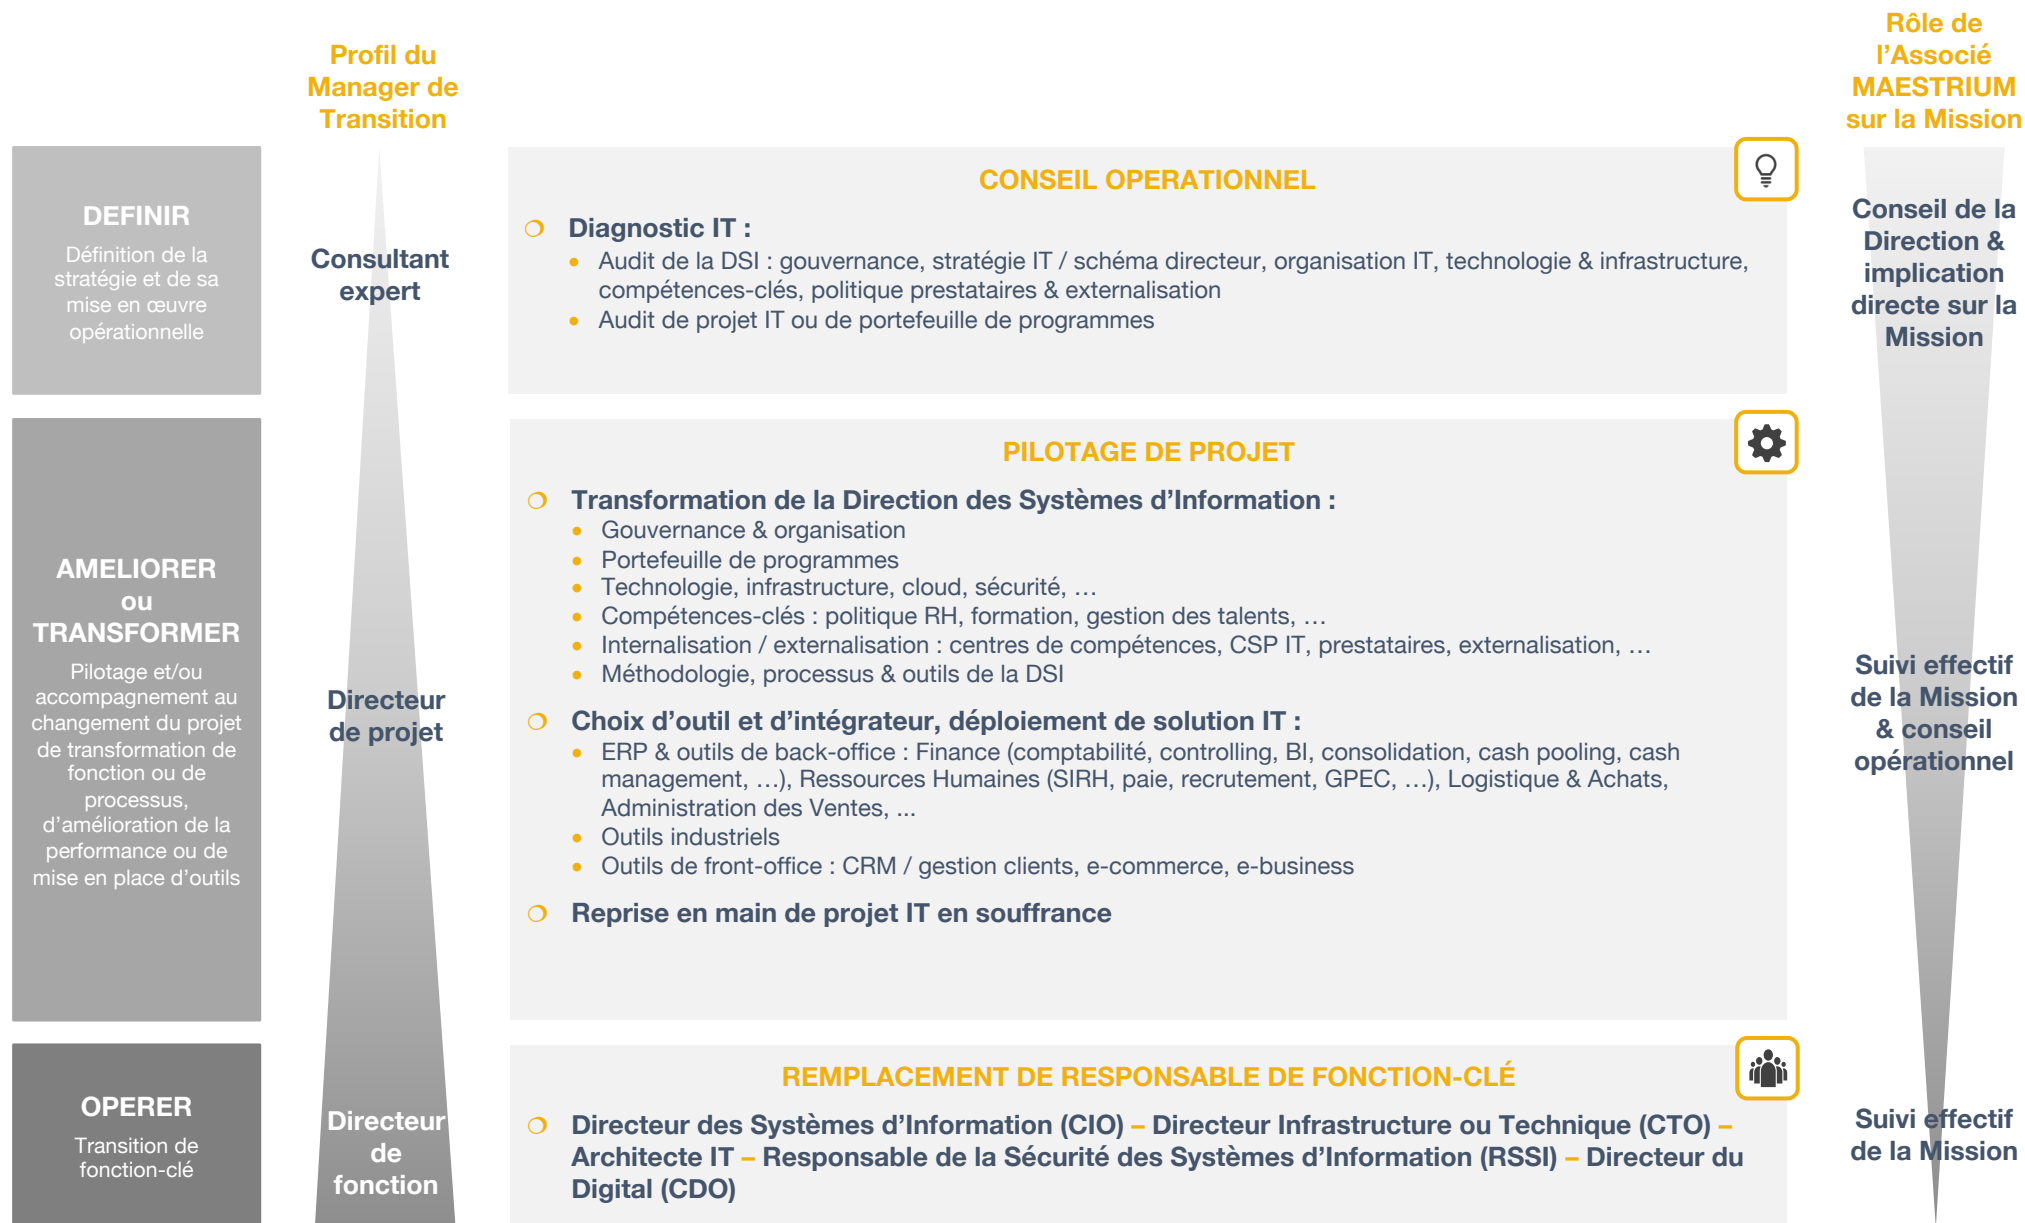 Profil du
Manager de
Transition
Rôle de
l’Associé
MAESTRIUM
sur la Mission
DEFINIR
Définition de la
stratégie et de sa
mise en œuvre
opérationnelle
Consultant
expert
CONSEIL OPERATIONNEL
Diagnostic IT :
Audit de la DSI : gouvernance, stratégie IT / schéma directeur, organisation IT, technologie & infrastructure,
compétences-clés, politique prestataires & externalisation
Audit de projet IT ou de portefeuille de programmes
Conseil de la
Direction &
implication
directe sur la
Mission
AMELIORER
ou
TRANSFORMER
Pilotage et/ou
accompagnement au
changement du projet
de transformation de
fonction ou de
processus,
d’amélioration de la
performance ou de
mise en place d’outils
Directeur
de projet
PILOTAGE DE PROJET
Transformation de la Direction des Systèmes d’Information :
Gouvernance & organisation
Portefeuille de programmes
Technologie, infrastructure, cloud, sécurité, …
Compétences-clés : politique RH, formation, gestion des talents, …
Internalisation / externalisation : centres de compétences, CSP IT, prestataires, externalisation, …
Méthodologie, processus & outils de la DSI
Choix d’outil et d’intégrateur, déploiement de solution IT :
ERP & outils de back-office : Finance (comptabilité, controlling, BI, consolidation, cash pooling, cash
management, …), Ressources Humaines (SIRH, paie, recrutement, GPEC, …), Logistique & Achats,
Administration des Ventes, ...
Outils industriels
Outils de front-office : CRM / gestion clients, e-commerce, e-business
Reprise en main de projet IT en souffrance
Suivi effectif
de la Mission
& conseil
opérationnel
OPERER
Transition de
fonction-clé
Directeur
de
fonction
REMPLACEMENT DE RESPONSABLE DE FONCTION-CLÉ
Directeur des Systèmes d’Information (CIO) – Directeur Infrastructure ou Technique (CTO) –
Architecte IT – Responsable de la Sécurité des Systèmes d’Information (RSSI) – Directeur du
Digital (CDO)
Suivi effectif
de la Mission